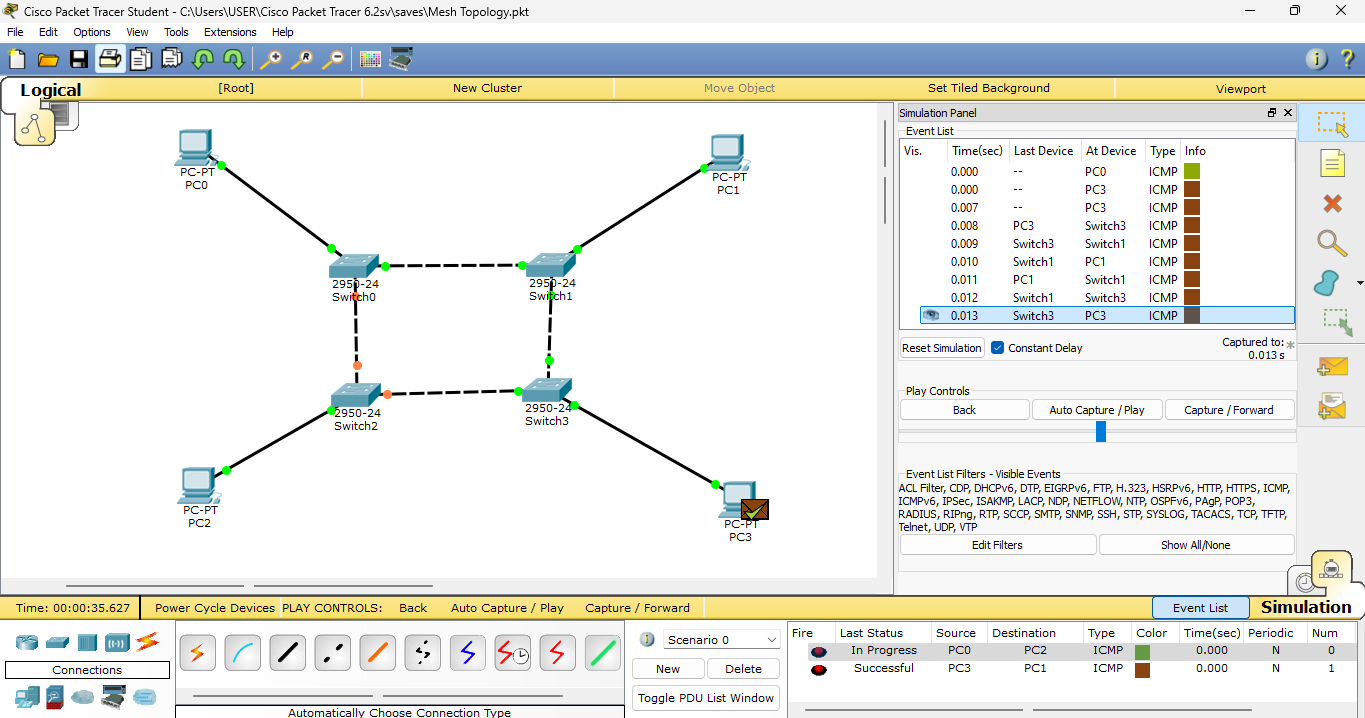 Cisco Packet Tracer Student - C:\Users\USER\Cisco Packet Tracer 6.2sv\saves\Mesh Topology.pkt
File Edit Options View Tools Extensions Help
Logical [Root] New Cluster Move Object Set Tiled Background Viewport
PC-PT
PC0
PC-PT
PC1
2950-24
Switch0
2950-24
Switch1
2950-24
Switch2
2950-24
Switch3
PC-PT
PC2
PC-PT
PC3
Simulation Panel
Event List
Vis. Time(sec) Last Device At Device Type Info
0.000 -- PC0 ICMP
0.000 -- PC3 ICMP
0.007 -- PC3 ICMP
0.008 PC3 Switch3 ICMP
0.009 Switch3 Switch1 ICMP
0.010 Switch1 PC1 ICMP
0.011 PC1 Switch1 ICMP
0.012 Switch1 Switch3 ICMP
0.013 Switch3 PC3 ICMP
Reset Simulation Constant Delay Captured to: *
0.013 s
Play Controls
Back Auto Capture / Play Capture / Forward
Event List Filters - Visible Events
ACL Filter, CDP, DHCPv6, DTP, EIGRPv6, FTP, H.323, HSRPv6, HTTP, HTTPS, ICMP,
ICMPv6, IPSec, ISAKMP, LACP, NDP, NETFLOW, NTP, OSPFv6, PAgP, POP3,
RADIUS, RIPng, RTP, SCCP, SMTP, SNMP, SSH, STP, SYSLOG, TACACS, TCP, TFTP,
Telnet, UDP, VTP
Edit Filters Show All/None
Time: 00:00:35.627 Power Cycle Devices PLAY CONTROLS: Back Auto Capture / Play Capture / Forward Event List Simulation
Connections
Automatically Choose Connection Type
Scenario 0
New Delete
Toggle PDU List Window
Fire Last Status Source Destination Type Color Time(sec) Periodic Num
In Progress PC0 PC2 ICMP 0.000 N 0
Successful PC3 PC1 ICMP 0.000 N 1